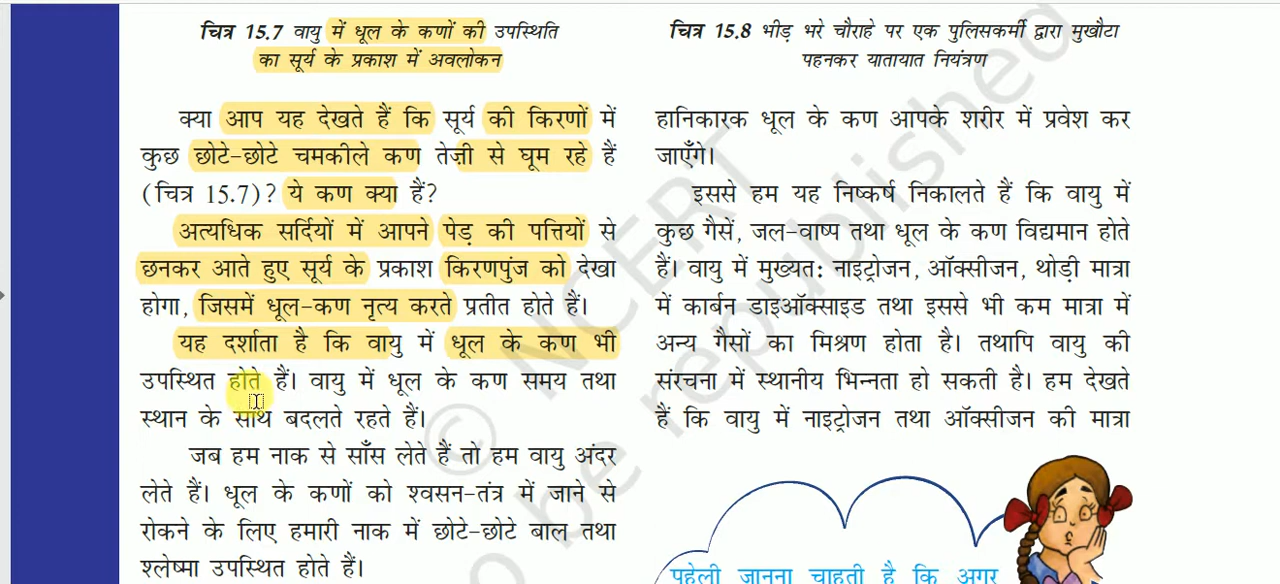 चित्र 15.7 वायु में धूल के कणों की उपस्थिति
का सूर्य के प्रकाश में अवलोकन
क्या आप यह देखते हैं कि सूर्य की किरणों में
कुछ छोटे-छोटे चमकीले कण तेज़ी से घूम रहे हैं
(चित्र 15.7)? ये कण क्या हैं?
अत्यधिक सर्दियों में आपने पेड़ की पत्तियों से
छनकर आते हुए सूर्य के प्रकाश किरणपुंज को देखा
होगा, जिसमें धूल-कण नृत्य करते प्रतीत होते हैं।
यह दर्शाता है कि वायु में धूल के कण भी
उपस्थित होते हैं। वायु में धूल के कण समय तथा
स्थान के साथ बदलते रहते हैं।
जब हम नाक से साँस लेते हैं तो हम वायु अंदर
लेते हैं। धूल के कणों को श्वसन-तंत्र में जाने से
रोकने के लिए हमारी नाक में छोटे-छोटे बाल तथा
श्लेष्मा उपस्थित होते हैं।
चित्र 15.8 भीड़ भरे चौराहे पर एक पुलिसकर्मी द्वारा मुखौटा
पहनकर यातायात नियंत्रण
हानिकारक धूल के कण आपके शरीर में प्रवेश कर
जाएँगे।
इससे हम यह निष्कर्ष निकालते हैं कि वायु में
कुछ गैसें, जल-वाष्प तथा धूल के कण विद्यमान होते
हैं। वायु में मुख्यतः नाइट्रोजन, ऑक्सीजन, थोड़ी मात्रा
में कार्बन डाइऑक्साइड तथा इससे भी कम मात्रा में
अन्य गैसों का मिश्रण होता है। तथापि वायु की
संरचना में स्थानीय भिन्नता हो सकती है। हम देखते
हैं कि वायु में नाइट्रोजन तथा ऑक्सीजन की मात्रा
पहेली जानना चाहती है कि अगर
© NCERT
o be republished